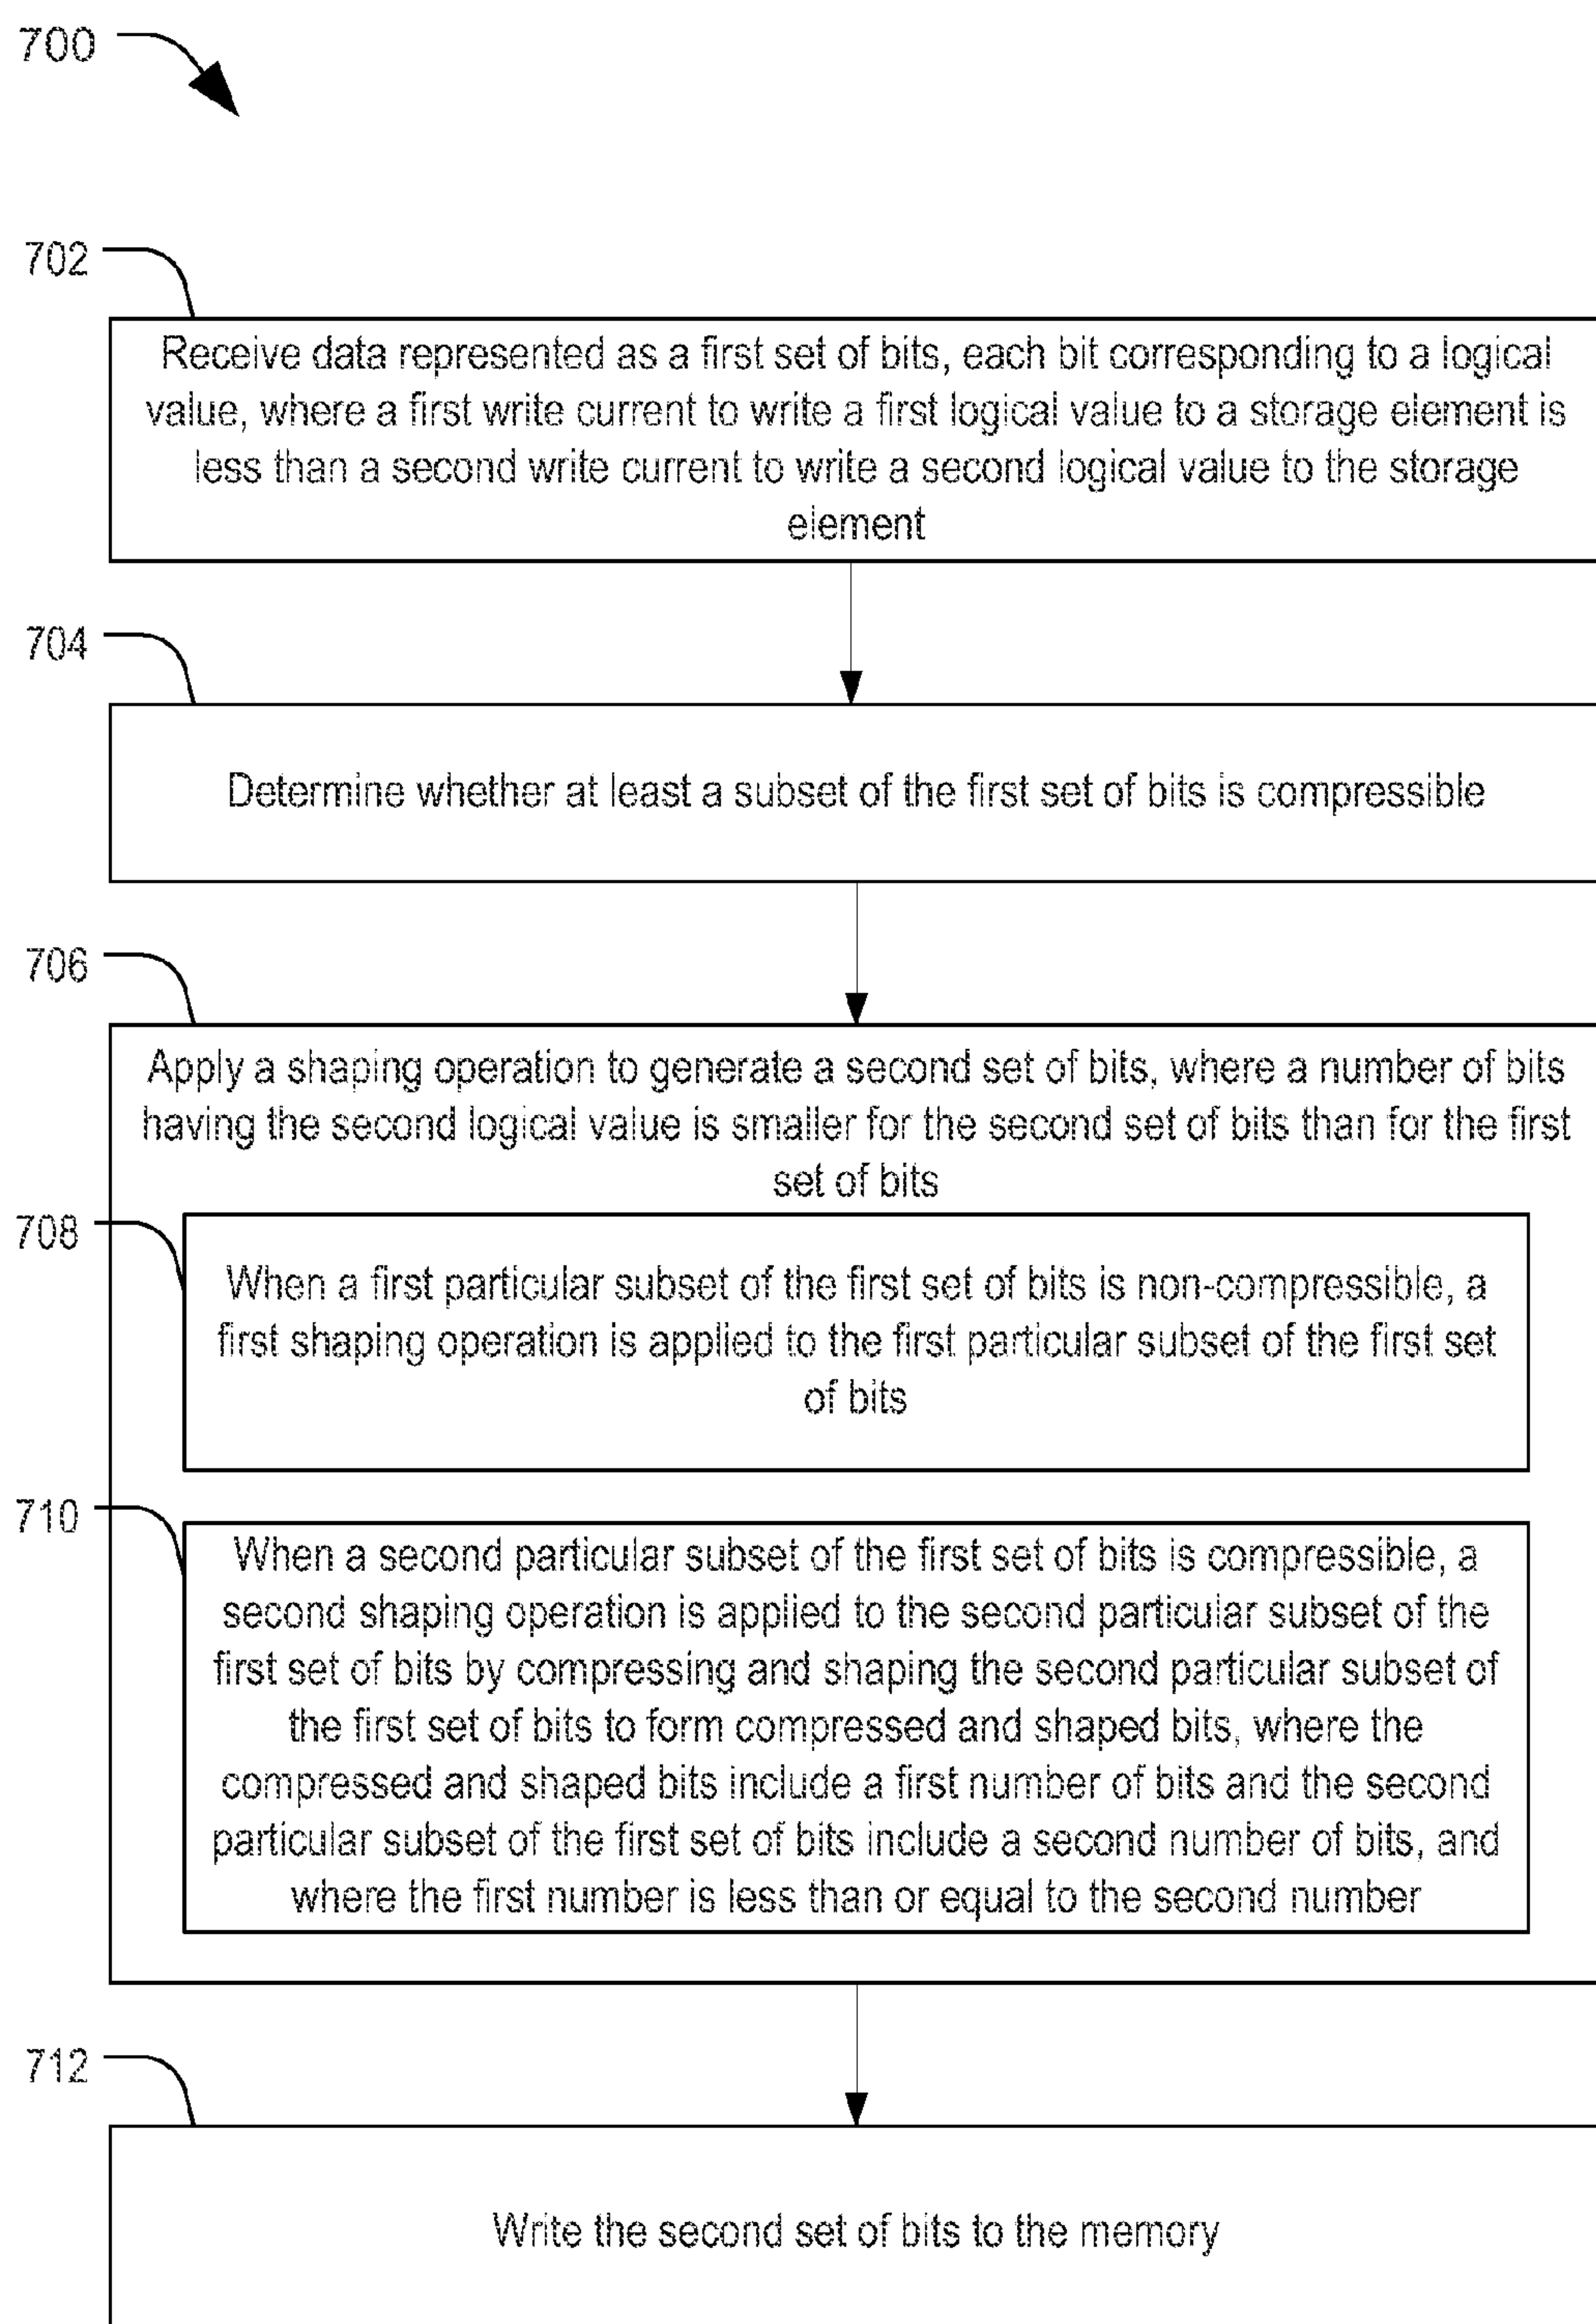 700
702
Receive data represented as a first set of bits, each bit corresponding to a logical
value, where a first write current to write a first logical value to a storage element is
less than a second write current to write a second logical value to the storage
element
704
Determine whether at least a subset of the first set of bits is compressible
706
Apply a shaping operation to generate a second set of bits, where a number of bits
having the second logical value is smaller for the second set of bits than for the first
set of bits
708
When a first particular subset of the first set of bits is non-compressible, a
first shaping operation is applied to the first particular subset of the first set
of bits
710
When a second particular subset of the first set of bits is compressible, a
second shaping operation is applied to the second particular subset of the
first set of bits by compressing and shaping the second particular subset of
the first set of bits to form compressed and shaped bits, where the
compressed and shaped bits include a first number of bits and the second
particular subset of the first set of bits include a second number of bits, and
where the first number is less than or equal to the second number
712
Write the second set of bits to the memory